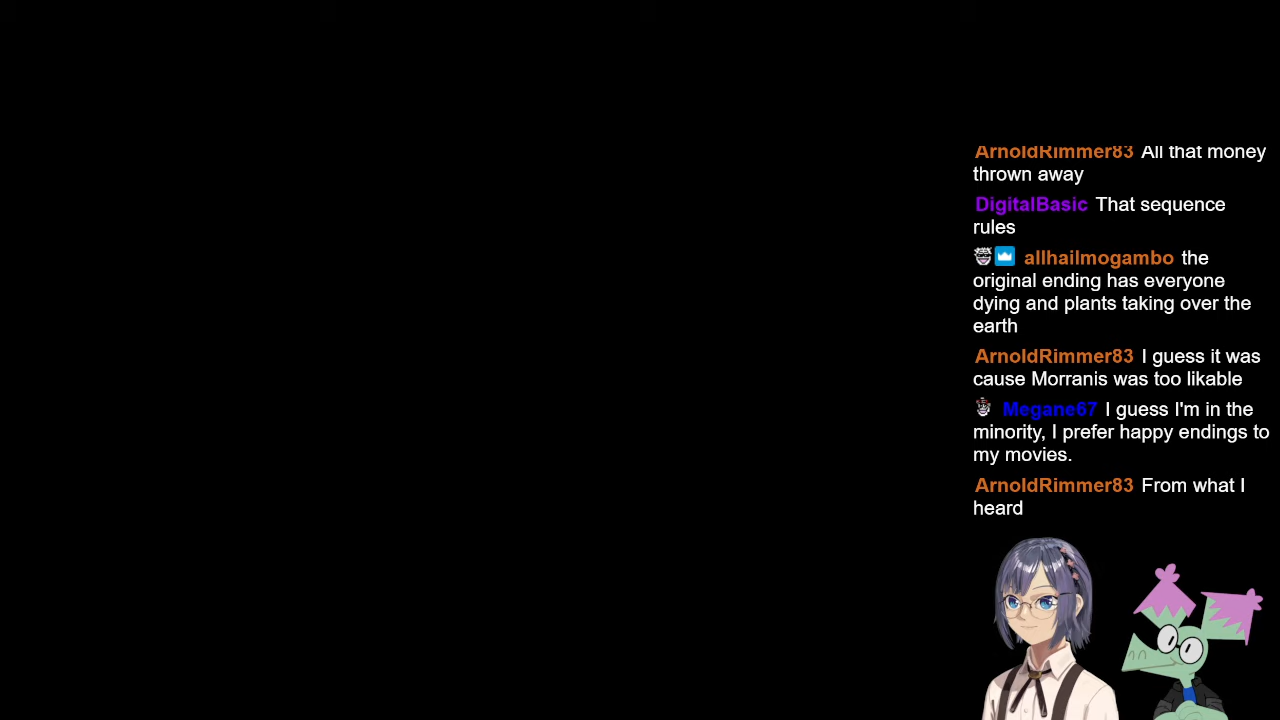 ArnoldRimmer83 All that money
thrown away
DigitalBasic That sequence
rules
allhailmogambo the
original ending has everyone
dying and plants taking over the
earth
ArnoldRimmer83 I guess it was
cause Morranis was too likable
Megane67 I guess I'm in the
minority, I prefer happy endings to
my movies.
ArnoldRimmer83 From what I
heard